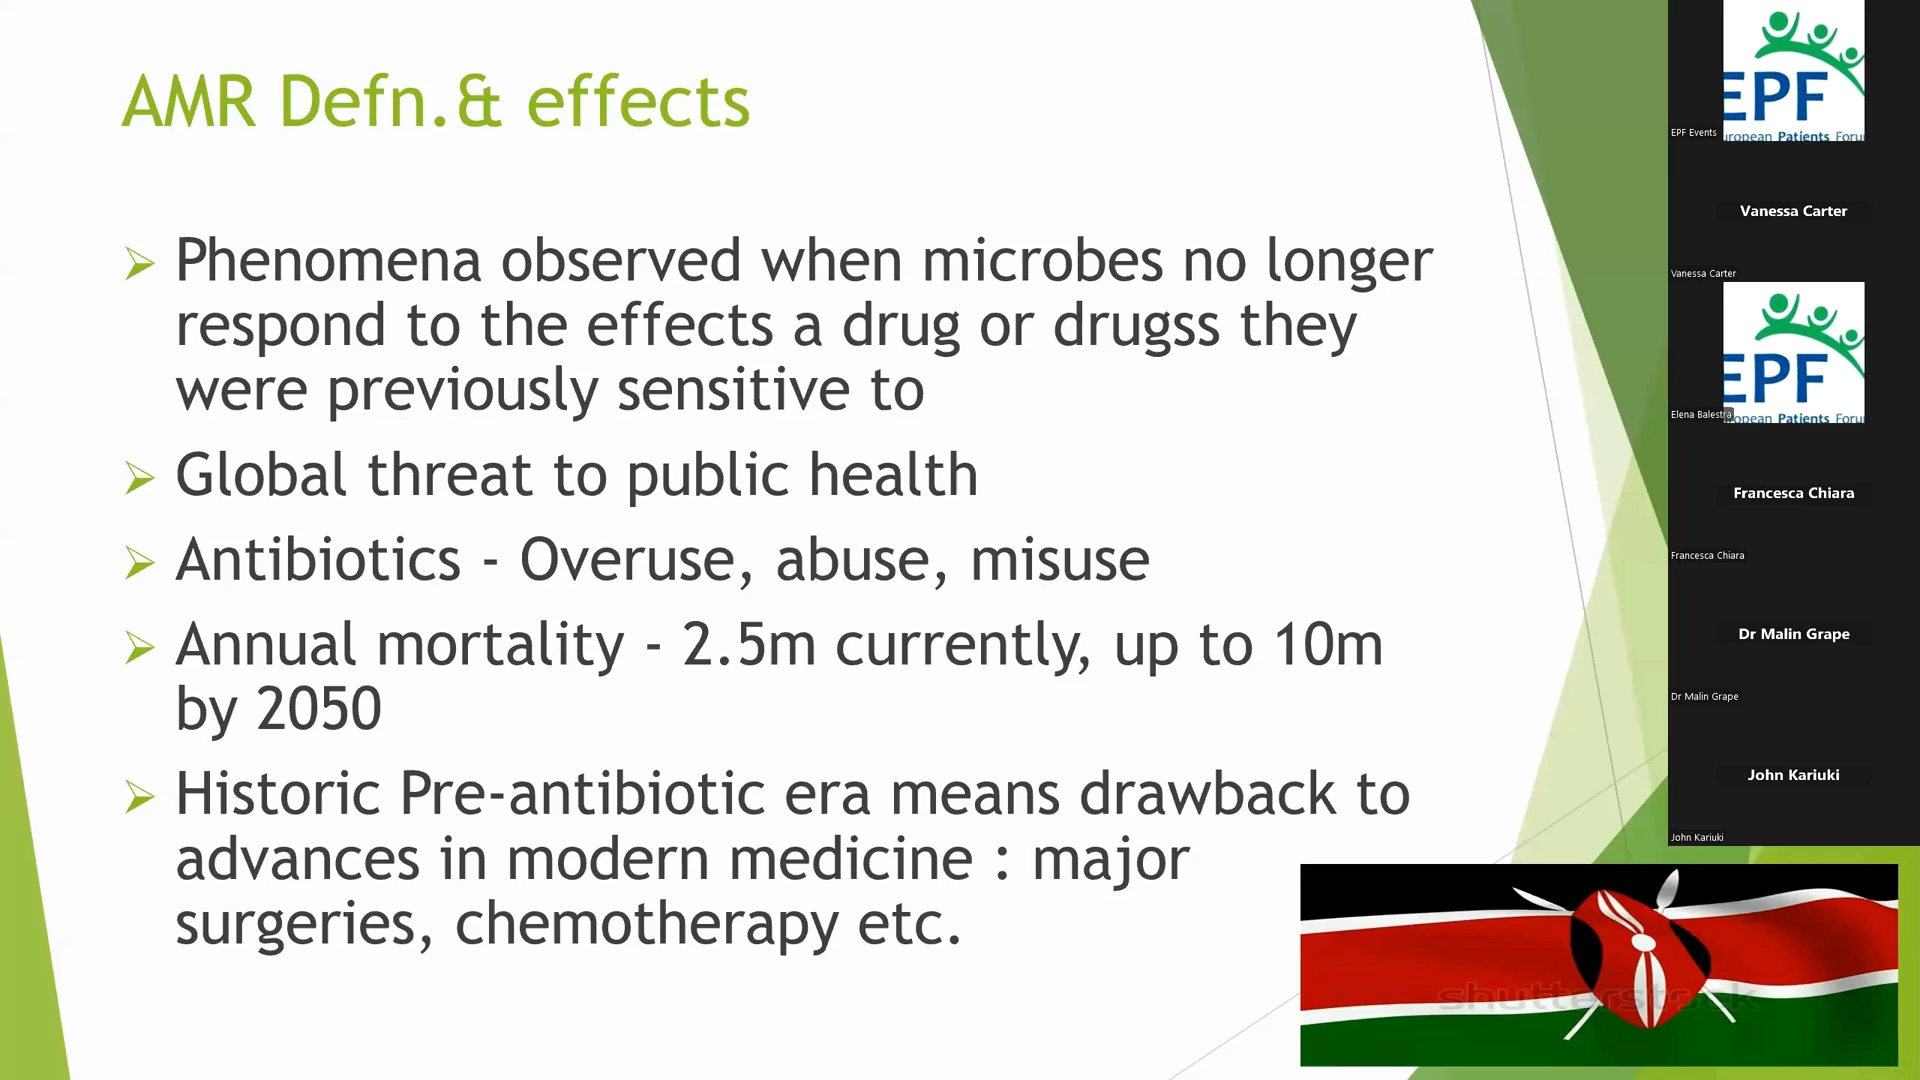 AMR Defn.& effects
Phenomena observed when microbes no longer
respond to the effects a drug or drugss they
were previously sensitive to
Global threat to public health
Antibiotics - Overuse, abuse, misuse
Annual mortality - 2.5m currently, up to 10m
by 2050
Historic Pre-antibiotic era means drawback to
advances in modern medicine : major
surgeries, chemotherapy etc.
EPF
uropean Patients Foru
EPF Events
Vanessa Carter
Vanessa Carter
EPF
opean Patients Foru
Elena Balestra
Francesca Chiara
Francesca Chiara
Dr Malin Grape
Dr Malin Grape
John Kariuki
John Kariuki
shutterstock